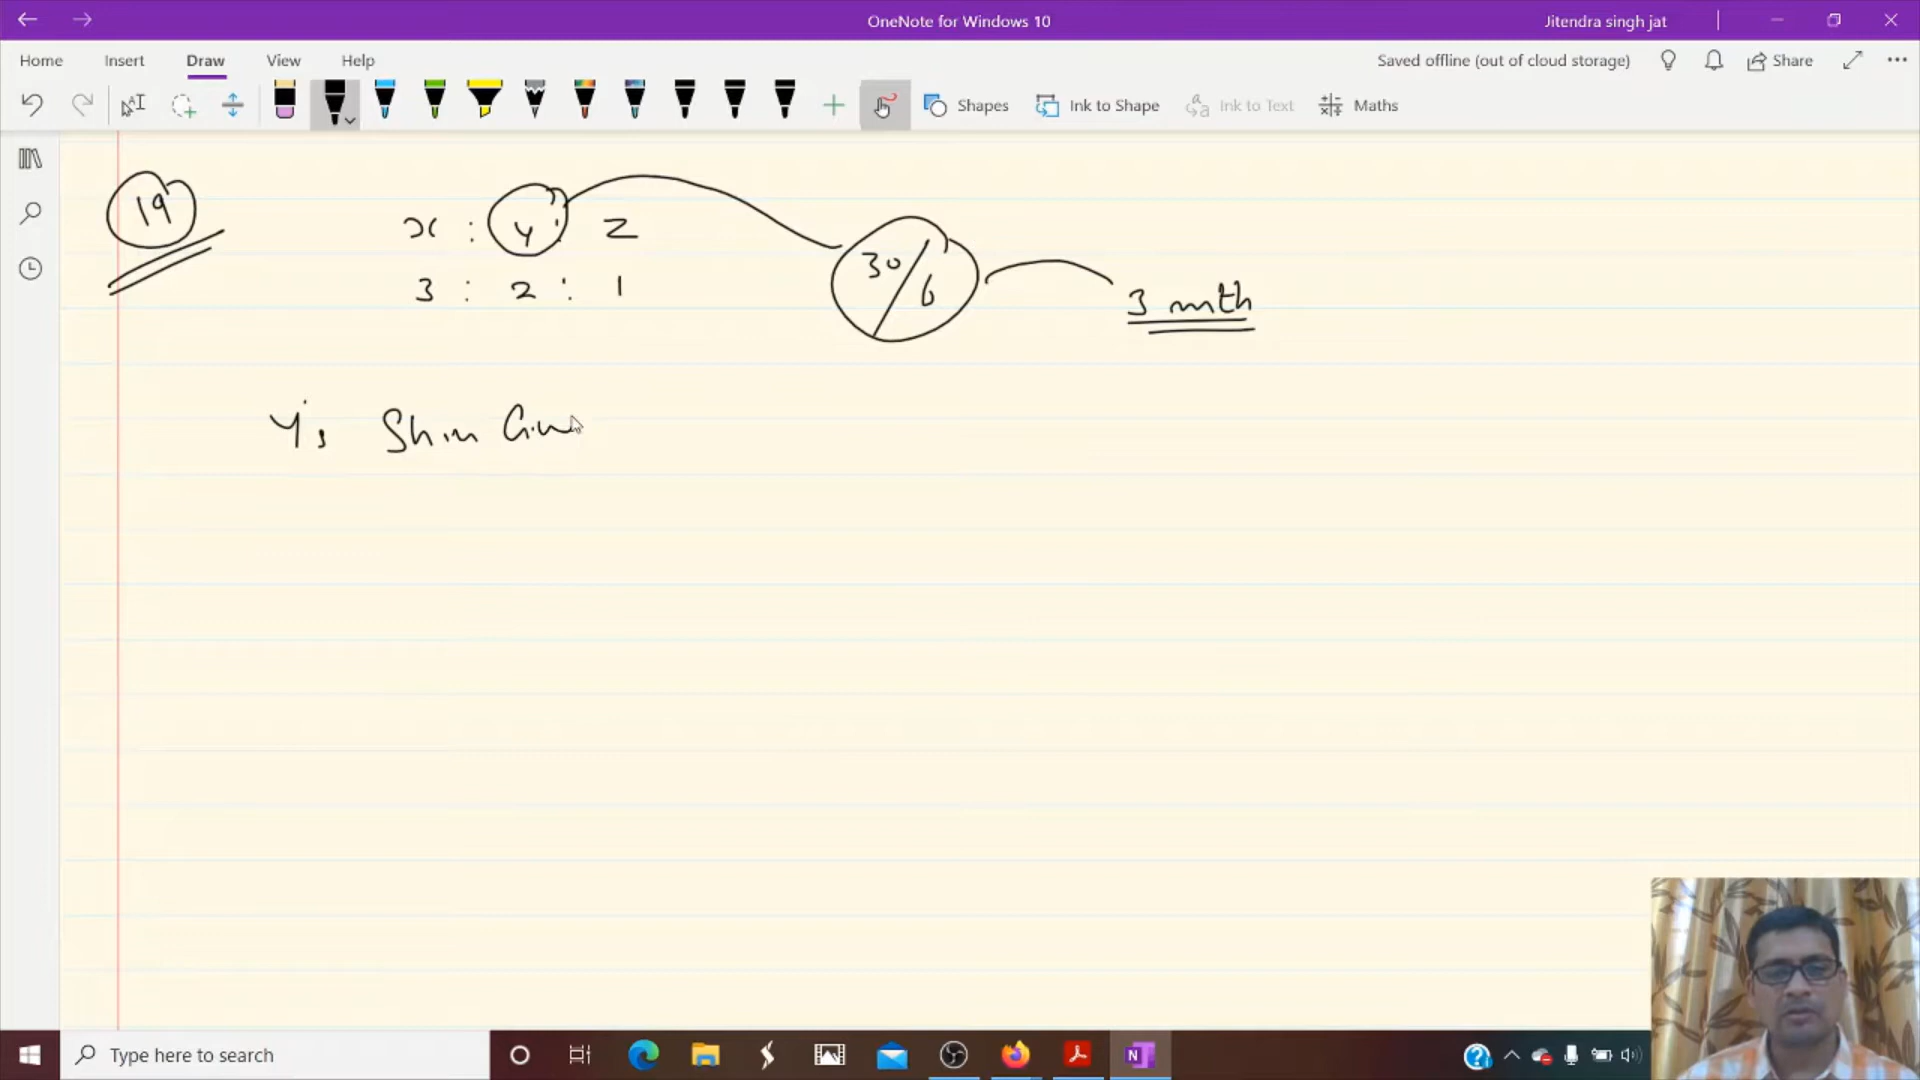 OneNote for Windows 10
Jitendra singh jat
Home Insert Draw View Help
Saved offline (out of cloud storage) Share
Shapes Ink to Shape Ink to Text Maths
19
x : y : z
3 : 2 : 1
30/6
3 mth
Y's
Type here to search